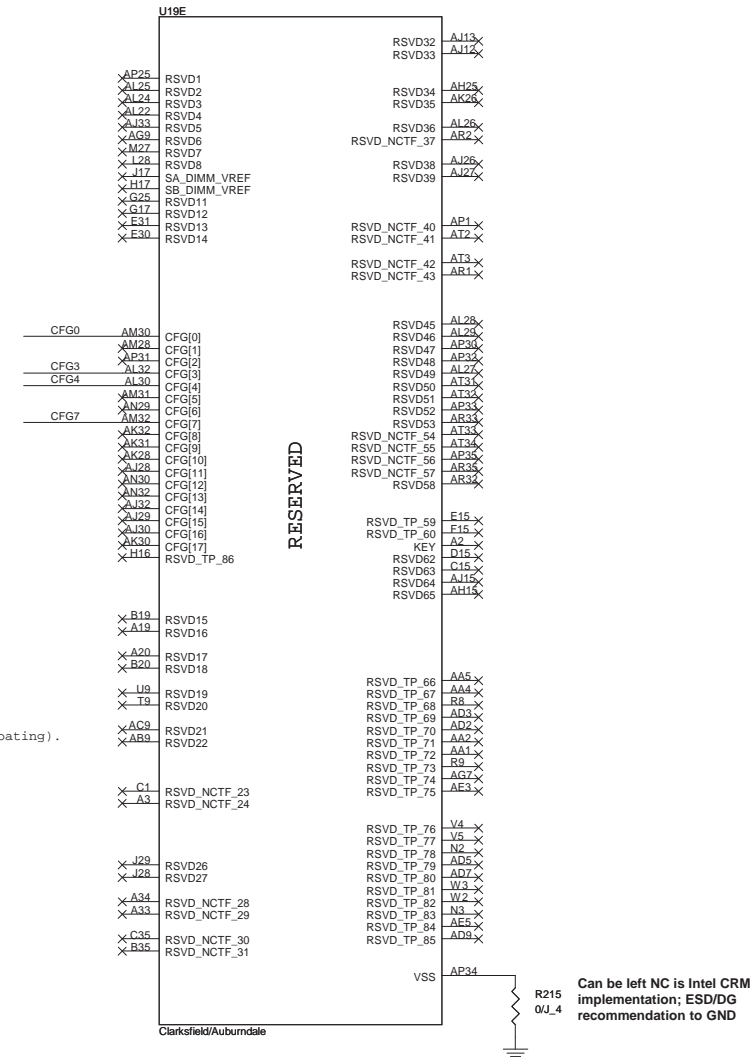 U19E
AP25 RSVD1
AL25 RSVD2
AL24 RSVD3
AL22 RSVD4
AJ33 RSVD5
AG9 RSVD6
M27 RSVD7
L28 RSVD8
J17 SA_DIMM_VREF
H17 SB_DIMM_VREF
G25 RSVD11
G17 RSVD12
E31 RSVD13
E30 RSVD14
CFG0 AM30 CFG[0]
AM28 CFG[1]
AP31 CFG[2]
CFG3 AL32 CFG[3]
CFG4 AL30 CFG[4]
AM31 CFG[5]
AN29 CFG[6]
CFG7 AM32 CFG[7]
AK32 CFG[8]
AK31 CFG[9]
AK28 CFG[10]
AJ28 CFG[11]
AN30 CFG[12]
AN32 CFG[13]
AJ32 CFG[14]
AJ29 CFG[15]
AJ30 CFG[16]
AK30 CFG[17]
H16 RSVD_TP_86
B19 RSVD15
A19 RSVD16
A20 RSVD17
B20 RSVD18
U9 RSVD19
T9 RSVD20
AC9 RSVD21
AB9 RSVD22
C1 RSVD_NCTF_23
A3 RSVD_NCTF_24
J29 RSVD26
J28 RSVD27
A34 RSVD_NCTF_28
A33 RSVD_NCTF_29
C35 RSVD_NCTF_30
B35 RSVD_NCTF_31
oating).
RESERVED
RSVD32 AJ13
RSVD33 AJ12
RSVD34 AH25
RSVD35 AK26
RSVD36 AL26
RSVD_NCTF_37 AR2
RSVD38 AJ26
RSVD39 AJ27
RSVD_NCTF_40 AP1
RSVD_NCTF_41 AT2
RSVD_NCTF_42 AT3
RSVD_NCTF_43 AR1
RSVD45 AL28
RSVD46 AL29
RSVD47 AP30
RSVD48 AP32
RSVD49 AL27
RSVD50 AT31
RSVD51 AT32
RSVD52 AP33
RSVD53 AR33
RSVD_NCTF_54 AT33
RSVD_NCTF_55 AT34
RSVD_NCTF_56 AP35
RSVD_NCTF_57 AR35
RSVD58 AR32
RSVD_TP_59 E15
RSVD_TP_60 F15
KEY A2
RSVD62 D15
RSVD63 C15
RSVD64 AJ15
RSVD65 AH15
RSVD_TP_66 AA5
RSVD_TP_67 AA4
RSVD_TP_68 R8
RSVD_TP_69 AD3
RSVD_TP_70 AD2
RSVD_TP_71 AA2
RSVD_TP_72 AA1
RSVD_TP_73 R9
RSVD_TP_74 AG7
RSVD_TP_75 AE3
RSVD_TP_76 V4
RSVD_TP_77 V5
RSVD_TP_78 N2
RSVD_TP_79 AD5
RSVD_TP_80 AD7
RSVD_TP_81 W3
RSVD_TP_82 W2
RSVD_TP_83 N3
RSVD_TP_84 AE5
RSVD_TP_85 AD9
VSS AP34
R215
0/J_4
Can be left NC is Intel CRM
implementation; ESD/DG
recommendation to GND
Clarksfield/Auburndale